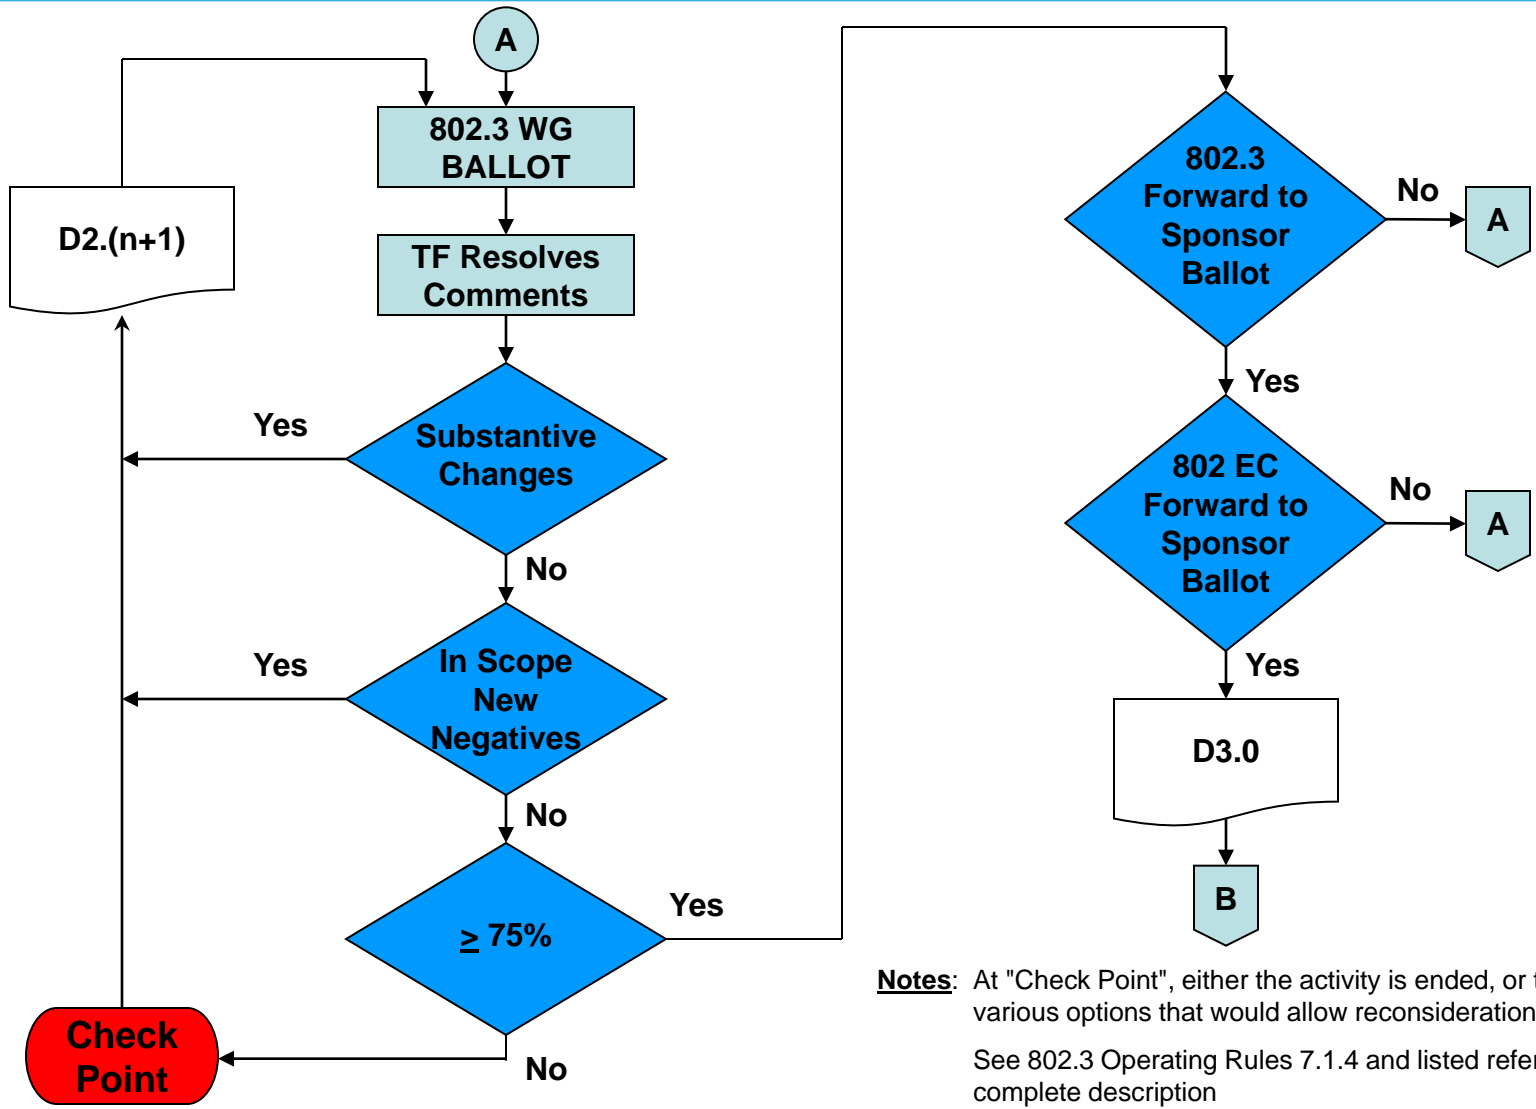 A
802.3 WG
BALLOT
D2.(n+1)
TF Resolves
Comments
Yes
Substantive
Changes
No
Yes
In Scope
New
Negatives
No
≥ 75%
Yes
Check
Point
No
802.3
Forward to
Sponsor
Ballot
No
A
Yes
802 EC
Forward to
Sponsor
Ballot
No
A
Yes
D3.0
B
Notes: At "Check Point", either the activity is ended, or
various options that would allow reconsideration
See 802.3 Operating Rules 7.1.4 and listed
complete description